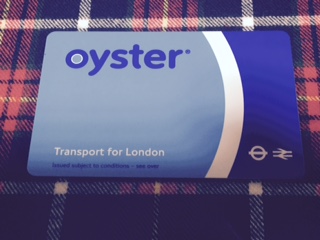 oyster
Transport for London
Issued subject to conditions – see over